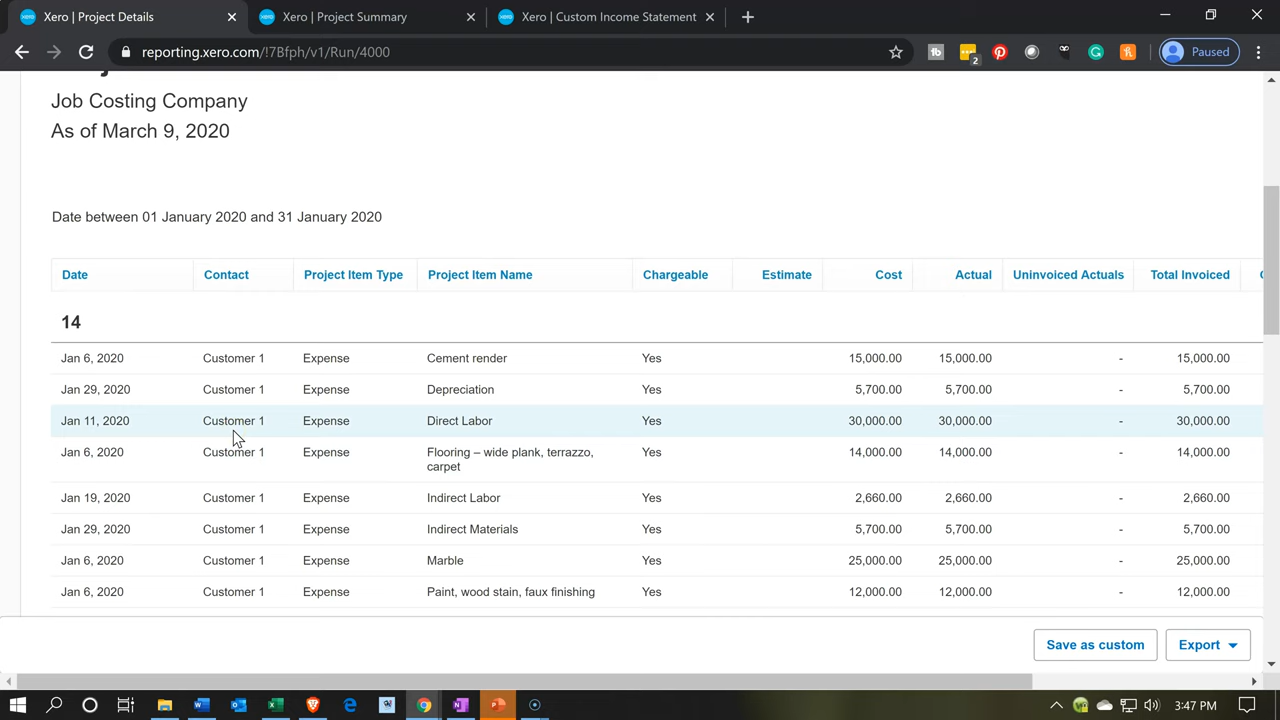 Xero | Project Details
Xero | Project Summary
Xero | Custom Income Statement
reporting.xero.com/!7Bfph/v1/Run/4000
2
Paused
Job Costing Company
As of March 9, 2020
Date between 01 January 2020 and 31 January 2020
Date Contact Project Item Type Project Item Name Chargeable Estimate Cost Actual Uninvoiced Actuals Total Invoiced
14
Jan 6, 2020 Customer 1 Expense Cement render Yes 15,000.00 15,000.00 - 15,000.00
Jan 29, 2020 Customer 1 Expense Depreciation Yes 5,700.00 5,700.00 - 5,700.00
Jan 11, 2020 Customer 1 Expense Direct Labor Yes 30,000.00 30,000.00 - 30,000.00
Jan 6, 2020 Customer 1 Expense Flooring – wide plank, terrazzo, Yes 14,000.00 14,000.00 - 14,000.00
carpet
Jan 19, 2020 Customer 1 Expense Indirect Labor Yes 2,660.00 2,660.00 - 2,660.00
Jan 29, 2020 Customer 1 Expense Indirect Materials Yes 5,700.00 5,700.00 - 5,700.00
Jan 6, 2020 Customer 1 Expense Marble Yes 25,000.00 25,000.00 - 25,000.00
Jan 6, 2020 Customer 1 Expense Paint, wood stain, faux finishing Yes 12,000.00 12,000.00 - 12,000.00
Save as custom
Export
3:47 PM